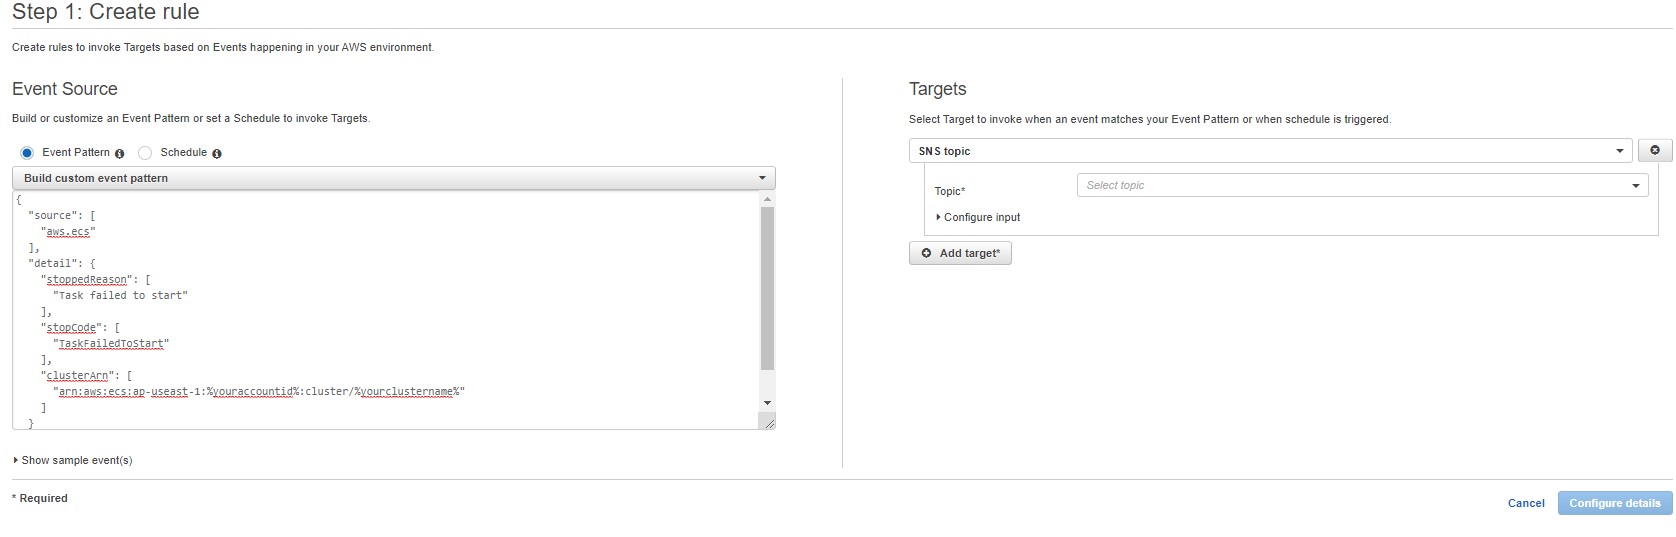 Step 1: Create rule
Create rules to invoke Targets based on Events happening in your AWS environment.
Event Source
Build or customize an Event Pattern or set a Schedule to invoke Targets.
Event Pattern Schedule
Build custom event pattern
{
"source": [
"aws.ecs"
],
"detail": {
"stoppedReason": [
"Task failed to start"
],
"stopCode": [
"TaskFailedToStart"
],
"clusterArn": [
"arn:aws:ecs:ap-useast-1:%youraccountid%:cluster/%yourclustername%"
]
}
Show sample event(s)
* Required
Targets
Select Target to invoke when an event matches your Event Pattern or when schedule is triggered.
SNS topic
Topic* Select topic
Configure input
Add target*
Cancel Configure details